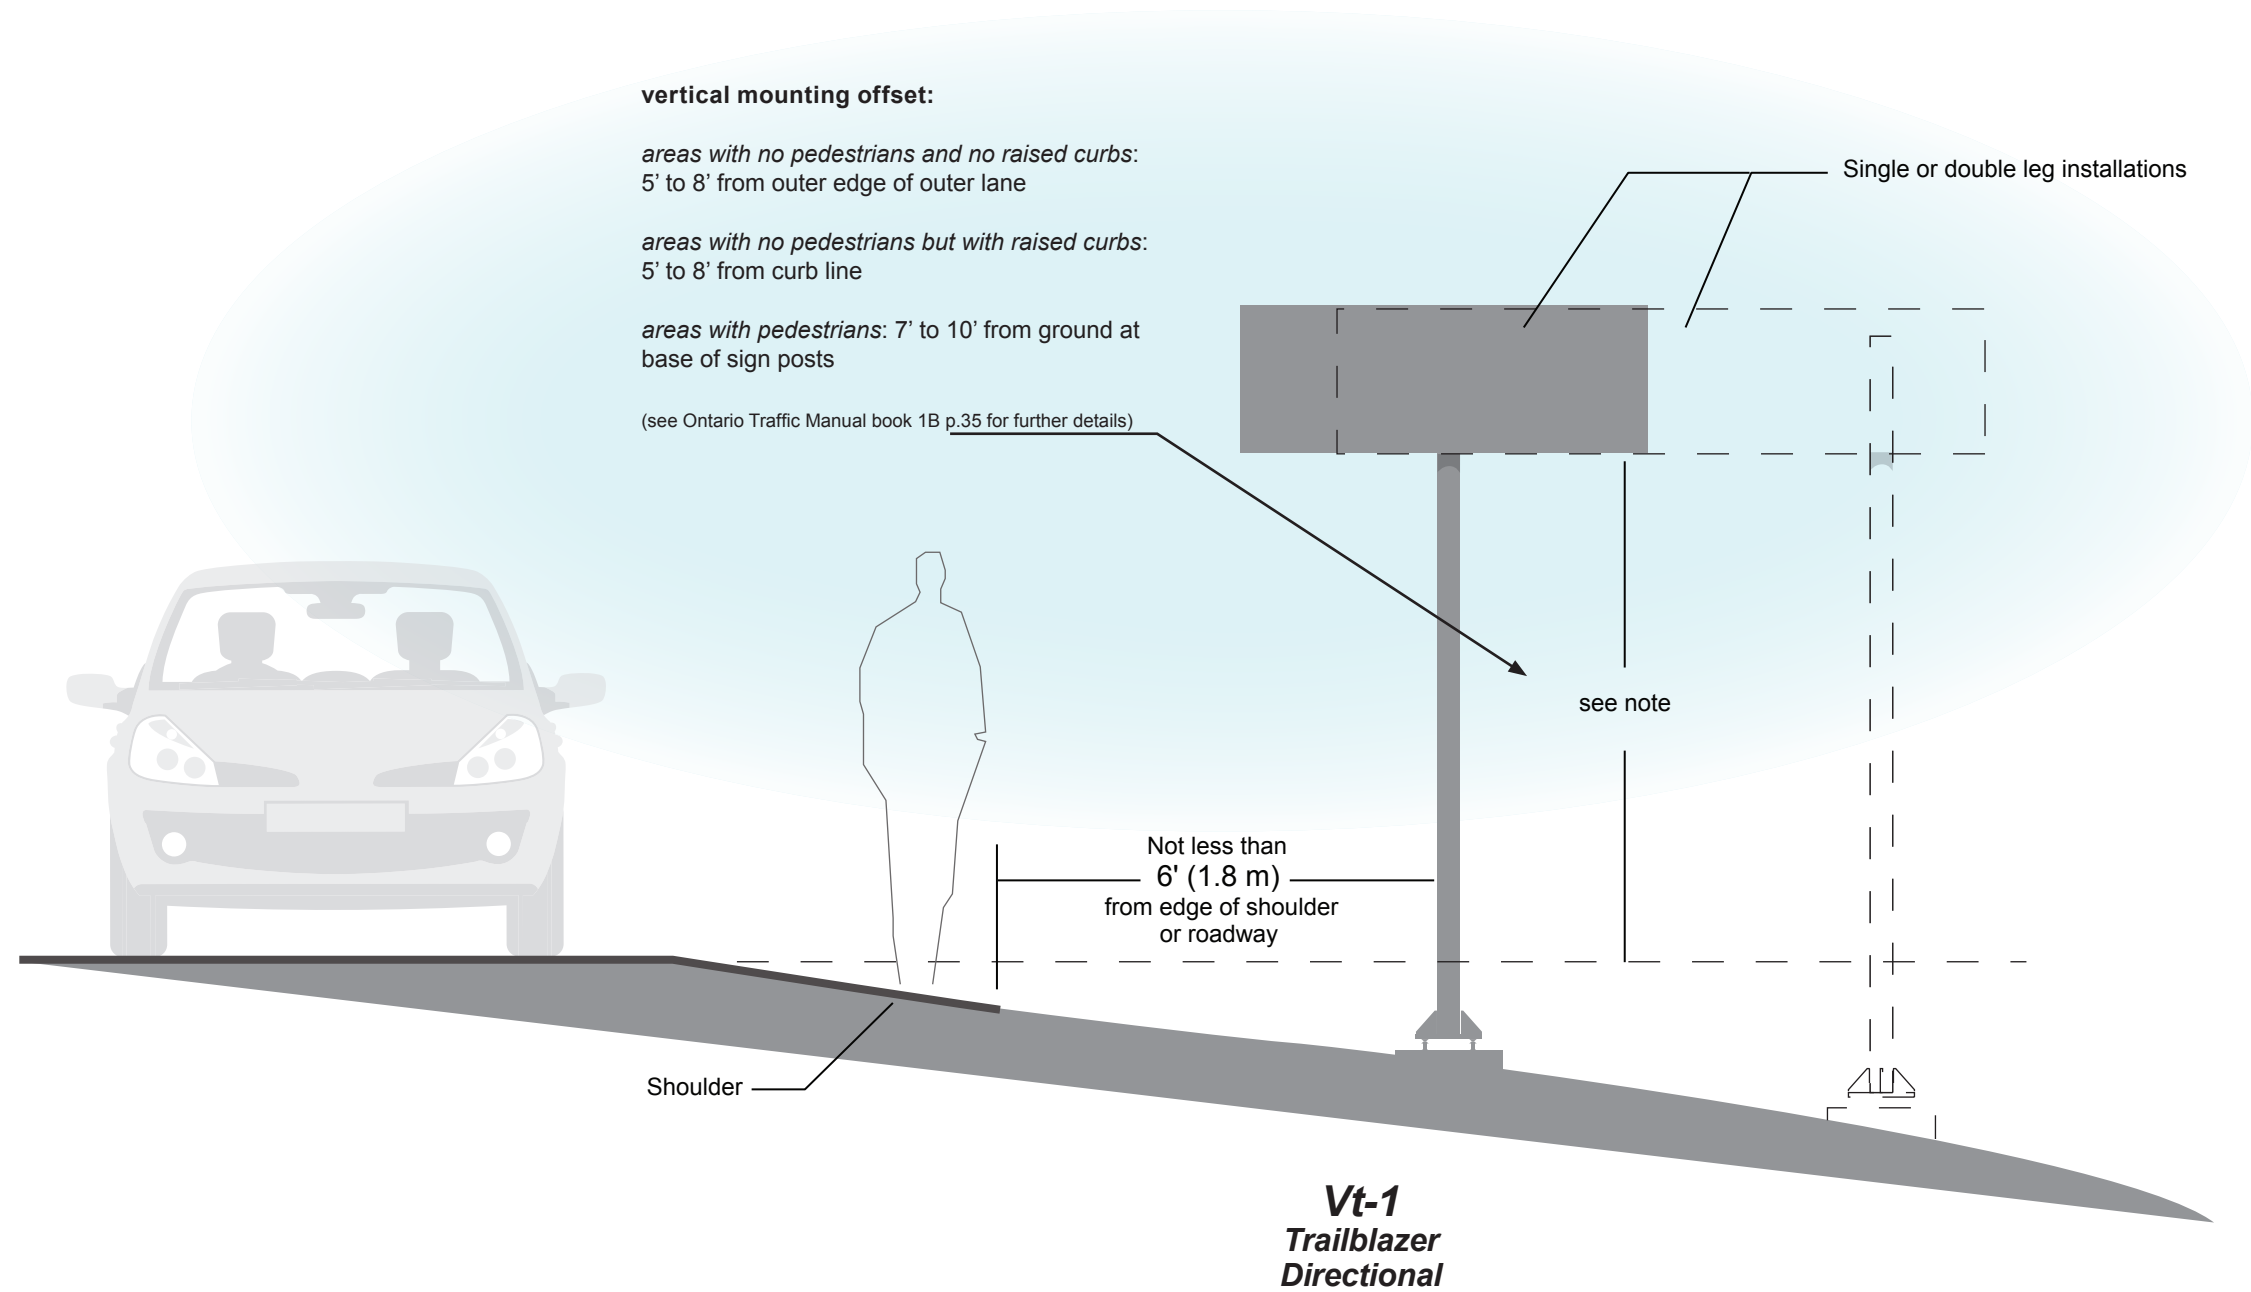 vertical mounting offset:
areas with no pedestrians and no raised curbs:
5’ to 8’ from outer edge of outer lane
areas with no pedestrians but with raised curbs:
5’ to 8’ from curb line
areas with pedestrians: 7’ to 10’ from ground at
base of sign posts
(see Ontario Traffic Manual book 1B p.35 for further details)
Single or double leg installations
see note
Not less than
6' (1.8 m)
from edge of shoulder
or roadway
Shoulder
Vt-1
Trailblazer
Directional